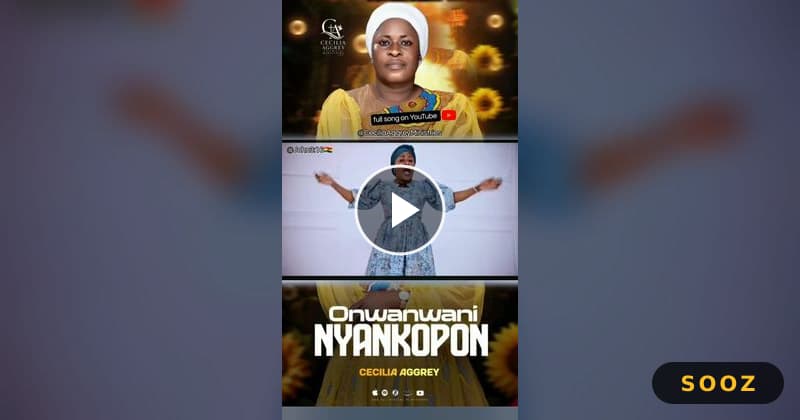 CECILIA
AGGREY
full song on YouTube
@CeciliaAggreyMinistries
Onwanwani
NYANKOPON
CECILIA AGGREY
SOOZ